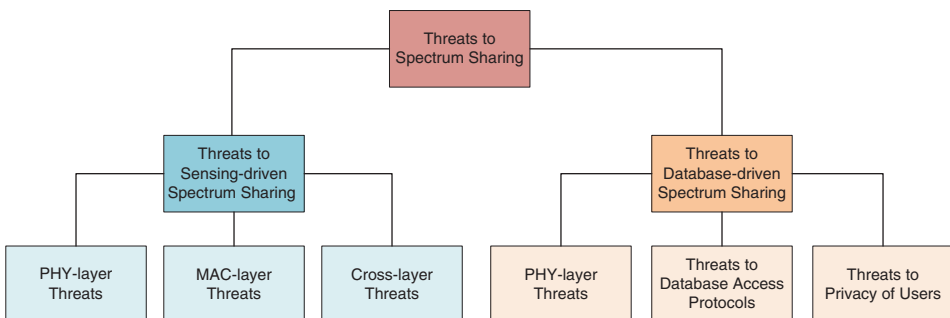 Threats to
Spectrum Sharing
Threats to
Sensing-driven
Spectrum Sharing
Threats to
Database-driven
Spectrum Sharing
PHY-layer
Threats
MAC-layer
Threats
Cross-layer
Threats
PHY-layer
Threats
Threats to
Database Access
Protocols
Threats to
Privacy of Users